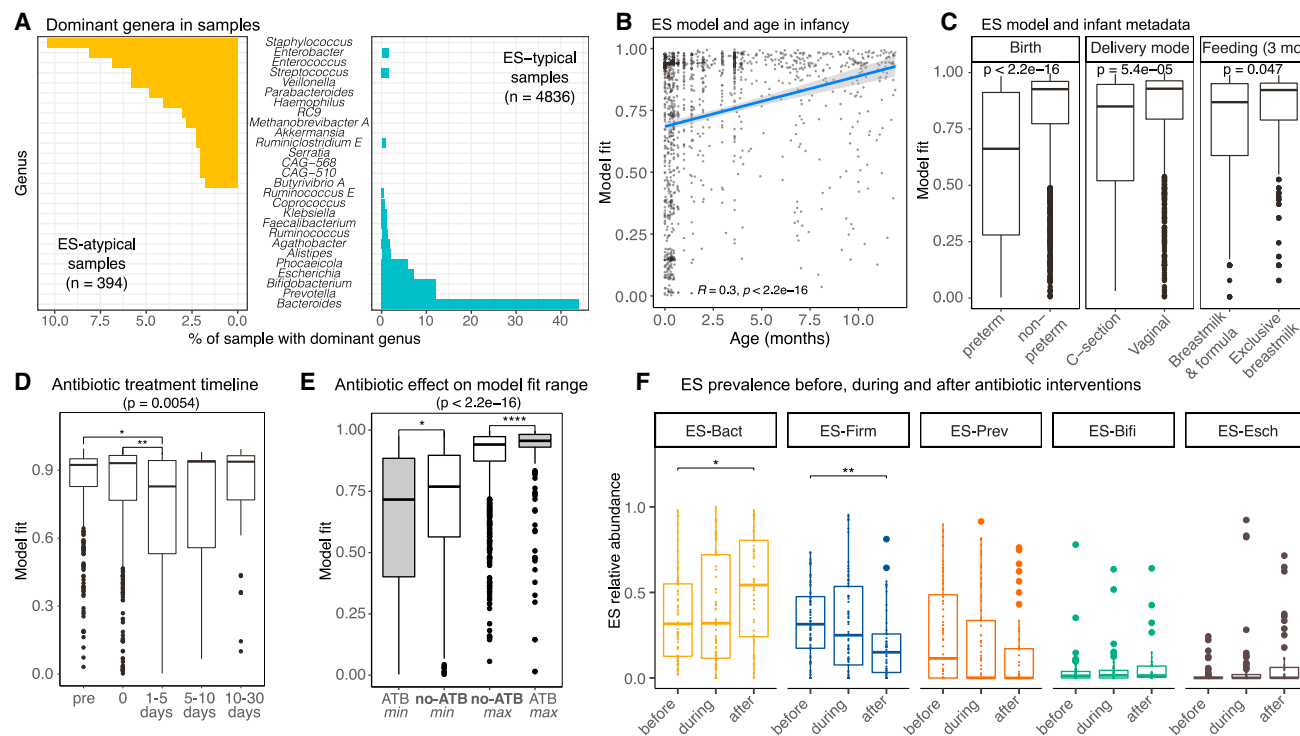 A Dominant genera in samples
Genus
Staphylococcus
Enterobacter
Enterococcus
Streptococcus
Veillonella
Parabacteroides
Haemophilus
RC9
Methanobrevibacter A
Akkermansia
Ruminiclostridium E
Serratia
CAG−568
CAG−510
Butyrivibrio A
Ruminococcus E
Coprococcus
Klebsiella
Faecalibacterium
Ruminococcus
Agathobacter
Alistipes
Phocaeicola
Escherichia
Bifidobacterium
Prevotella
Bacteroides
ES-atypical
samples
(n = 394)
ES−typical
samples
(n = 4836)
10.0 7.5 5.0 2.5 0.0
0 10 20 30 40
% of sample with dominant genus
B ES model and age in infancy
Model fit
1.00
0.75
0.50
0.25
0.00
R = 0.3, p < 2.2e−16
0.0 2.5 5.0 7.5 10.0
Age (months)
C ES model and infant metadata
Birth Delivery mode Feeding (3 mo
p < 2.2e−16 p = 5.4e−05 p = 0.047
Model fit
1.00
0.75
0.50
0.25
0.00
preterm
non−
preterm
C−section
Vaginal
Breastmilk
& formula
Exclusive
breastmilk
D Antibiotic treatment timeline
(p = 0.0054)
* **
Model fit
0.9
0.6
0.3
0.0
pre 0 1-5
days 5-10
days 10-30
days
E Antibiotic effect on model fit range
(p < 2.2e−16)
* ****
Model fit
1.00
0.75
0.50
0.25
0.00
ATB
min no-ATB
min no-ATB
max ATB
max
F ES prevalence before, during and after antibiotic interventions
ES-Bact ES-Firm ES-Prev ES-Bifi ES-Esch
* **
ES relative abundance
1.0
0.5
0.0
before during after before during after before during after before during after before during after